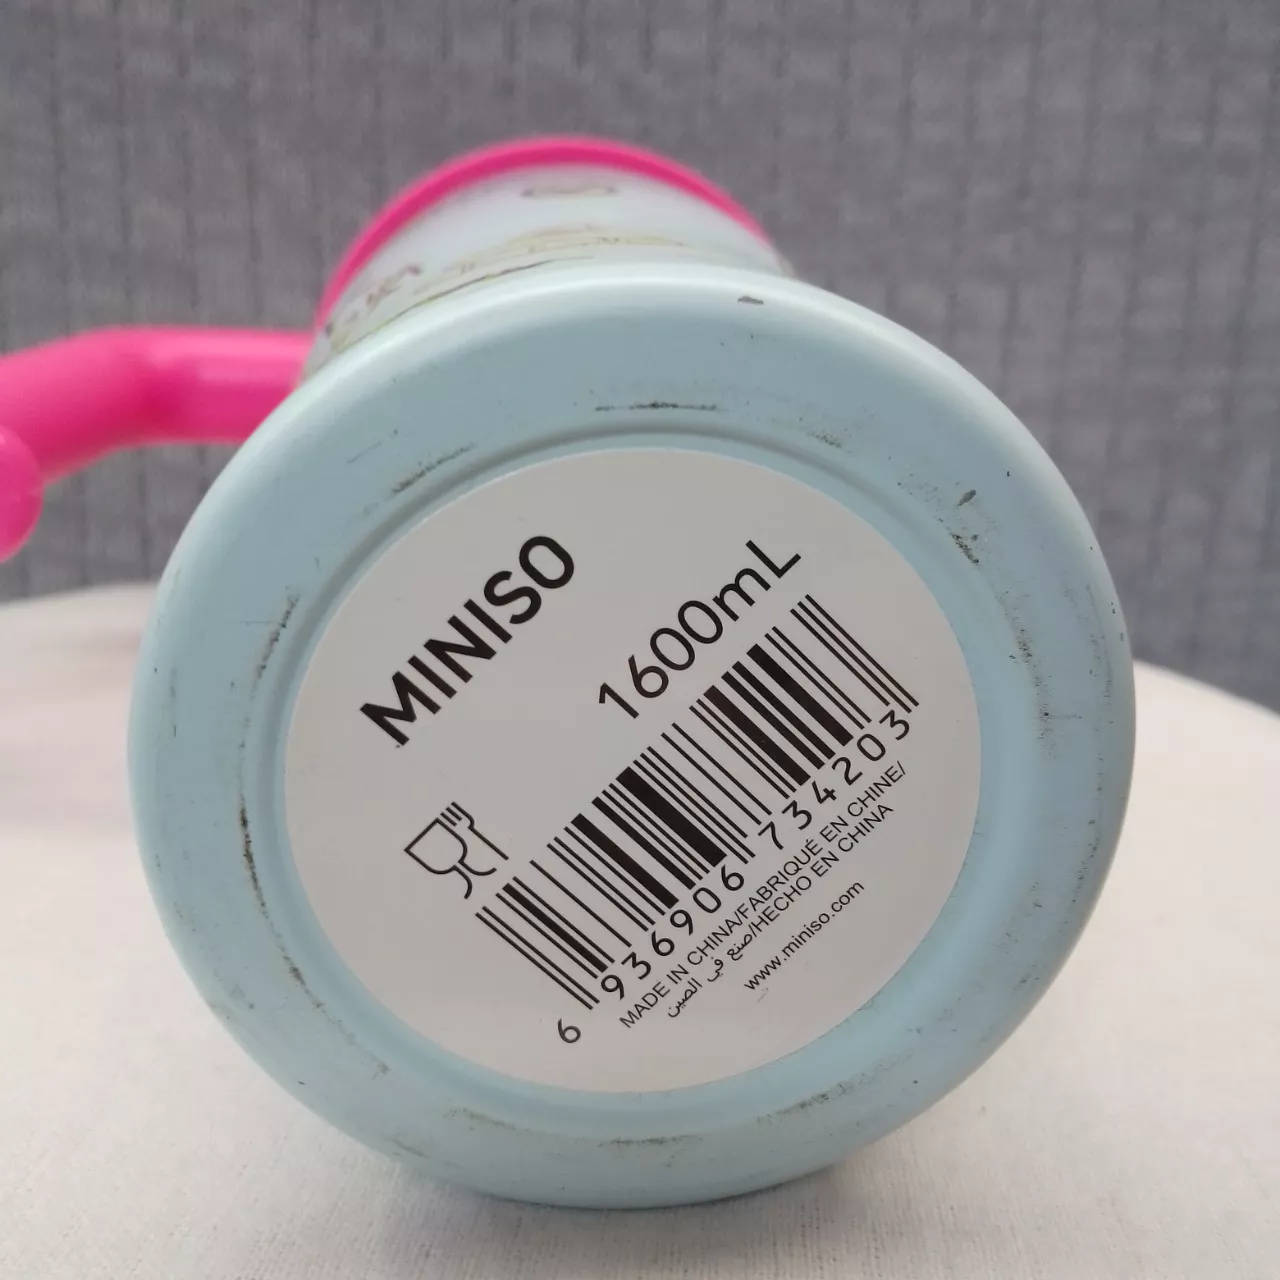 MINISO
1600mL
6 936906 734203
MADE IN CHINA/FABRIQUÉ EN CHINE/
صنع في الصين/HECHO EN CHINA
www.miniso.com